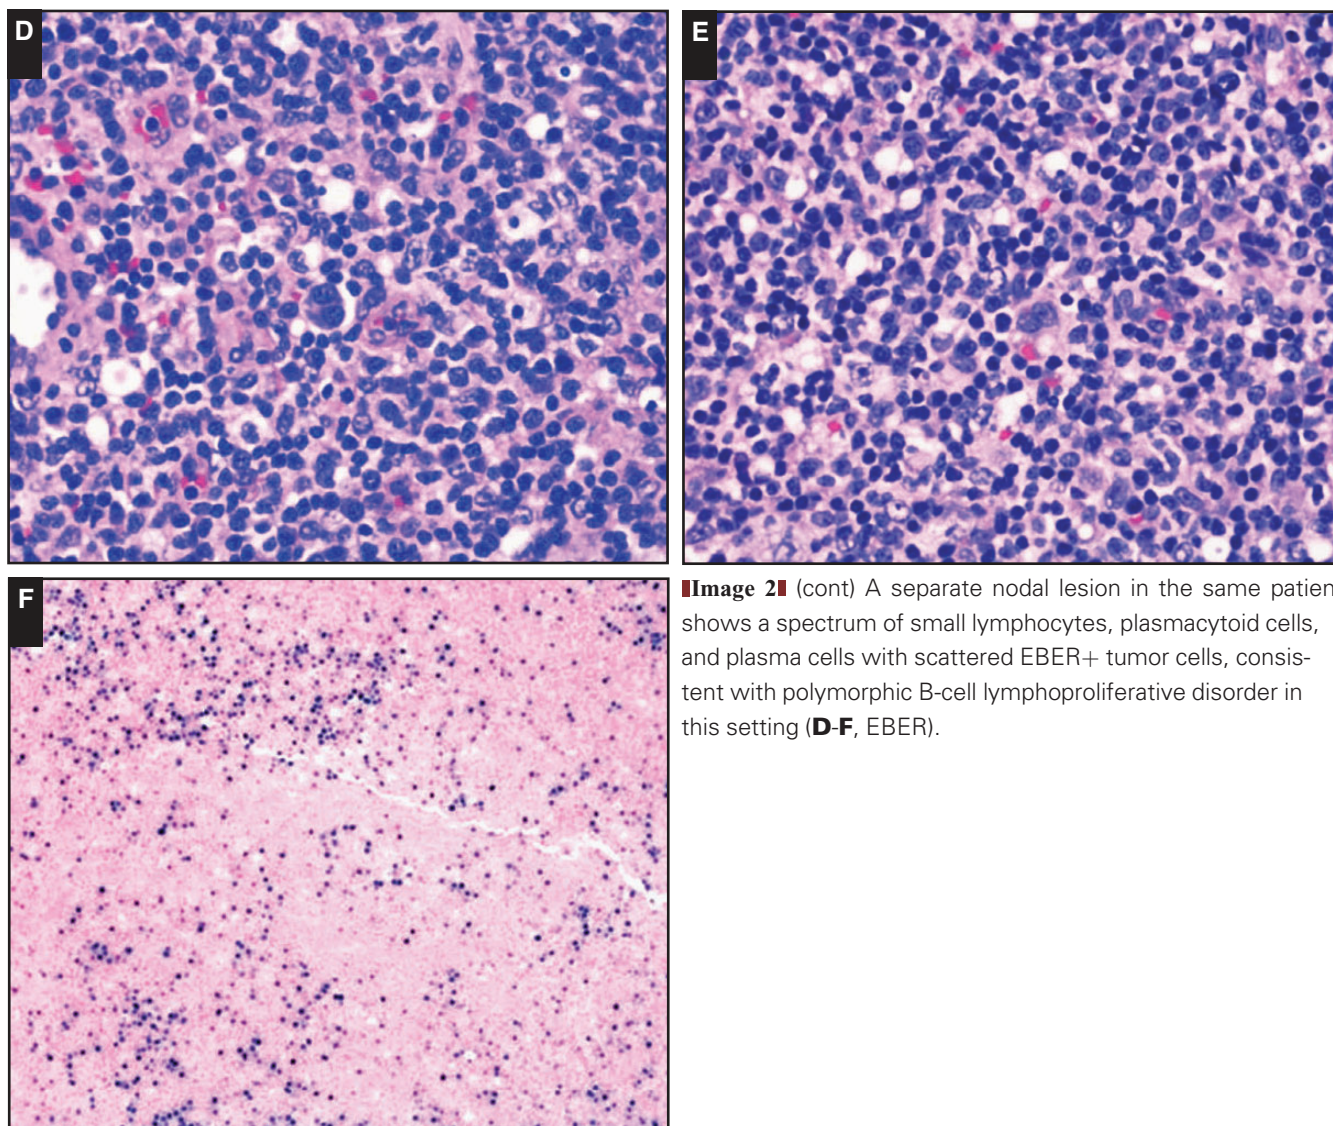 D
E
F
Image 2 (cont) A separate nodal lesion in the same patien
shows a spectrum of small lymphocytes, plasmacytoid cells,
and plasma cells with scattered EBER+ tumor cells, consis-
tent with polymorphic B-cell lymphoproliferative disorder in
this setting (D-F, EBER).